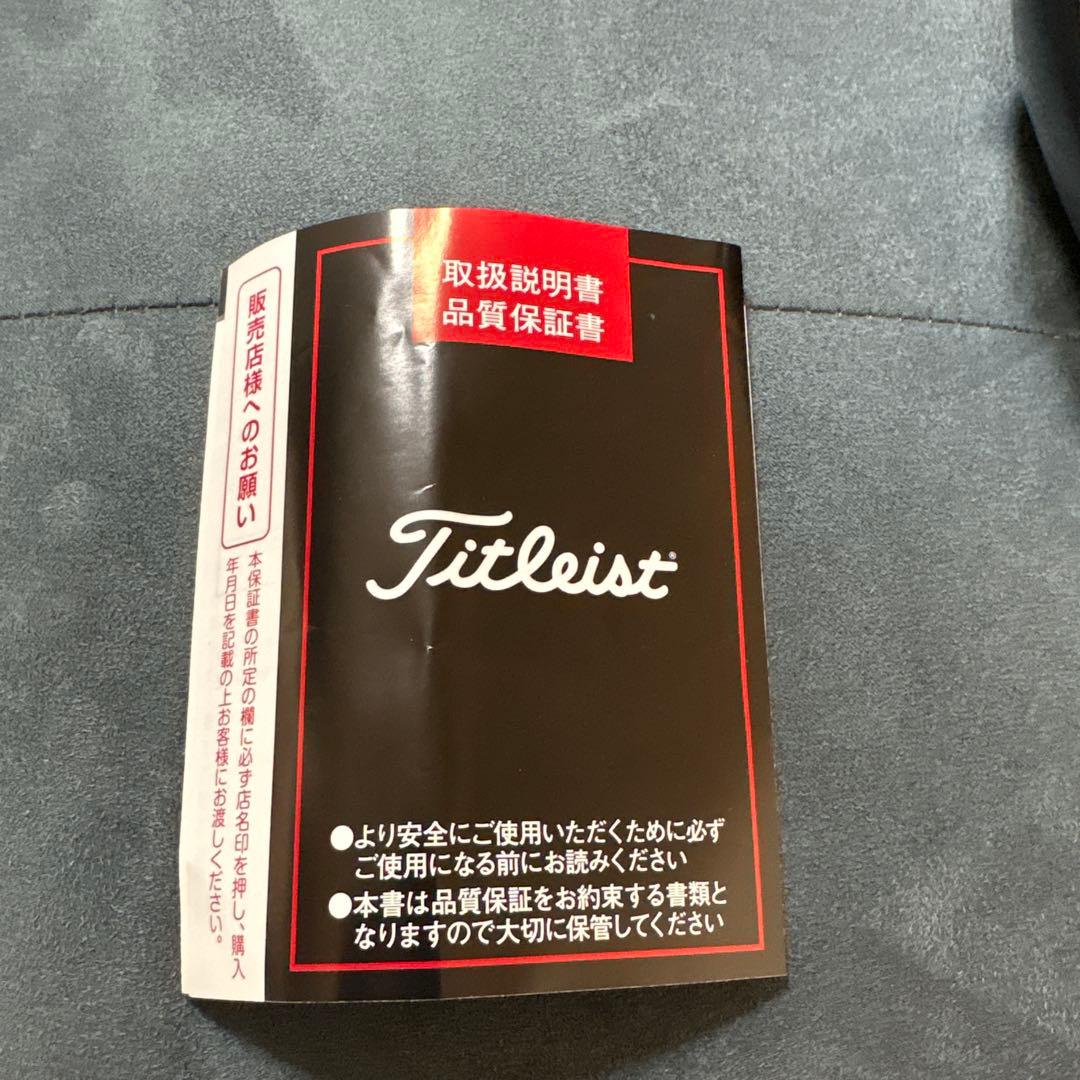 取扱説明書
品質保証書
Titleist®
●より安全にご使用いただくために必ず
ご使用になる前にお読みください
●本書は品質保証をお約束する書類と
なりますので大切に保管してください
販売店様へのお願い
本保証書の所定の欄に必ず店名印を押し、購入
年月日を記載の上お客様にお渡しください。